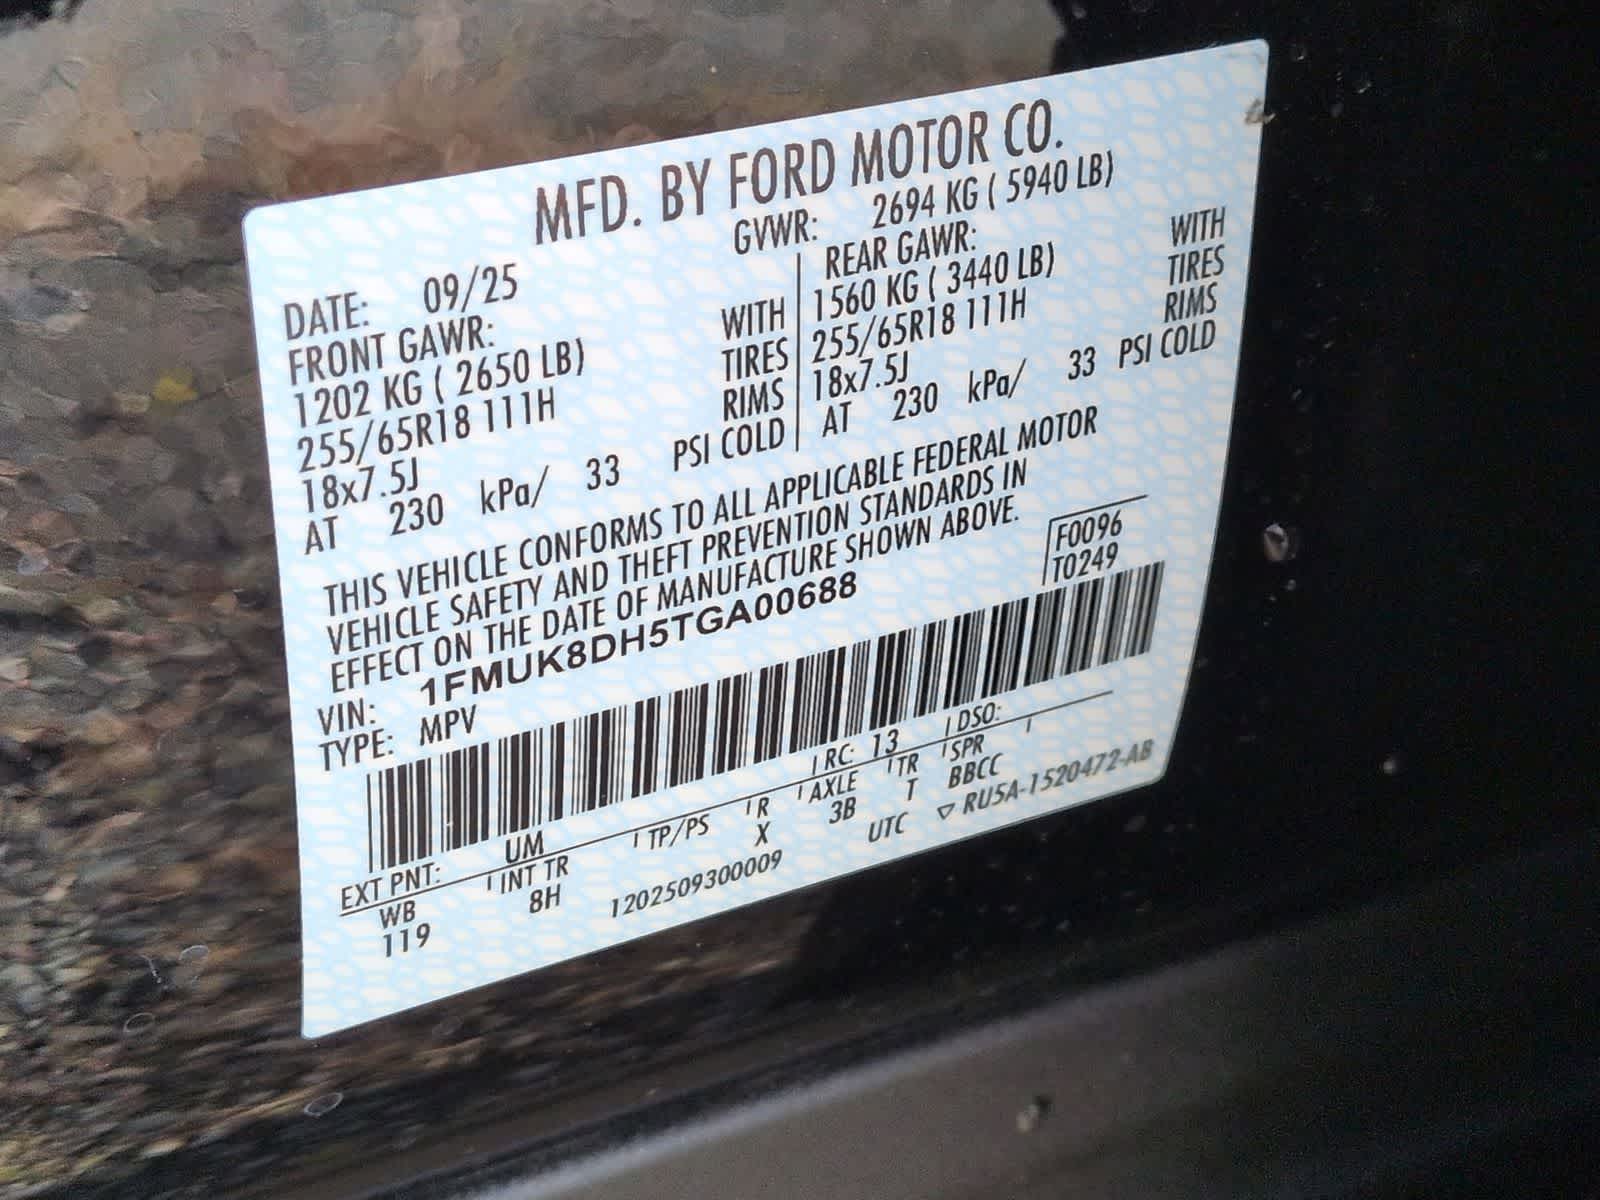 MFD. BY FORD MOTOR CO.
DATE: 09/25 GVWR: 2694 KG ( 5940 LB)
FRONT GAWR: REAR GAWR:
1202 KG ( 2650 LB) WITH 1560 KG ( 3440 LB) WITH
255/65R18 111H TIRES 255/65R18 111H TIRES
18x7.5J RIMS 18x7.5J RIMS
AT 230 kPa/ 33 PSI COLD AT 230 kPa/ 33 PSI COLD
THIS VEHICLE CONFORMS TO ALL APPLICABLE FEDERAL MOTOR
VEHICLE SAFETY AND THEFT PREVENTION STANDARDS IN
EFFECT ON THE DATE OF MANUFACTURE SHOWN ABOVE.
F0096
T0249
VIN: 1FMUK8DH5TGA00688
TYPE: MPV
EXT PNT: UM RC: 13 DSO:
WB INT TR TP/PS R AXLE TR SPR
119 8H X 3B T BBCC
1202509300009 UTC ▽ RU5A-1520472-AB